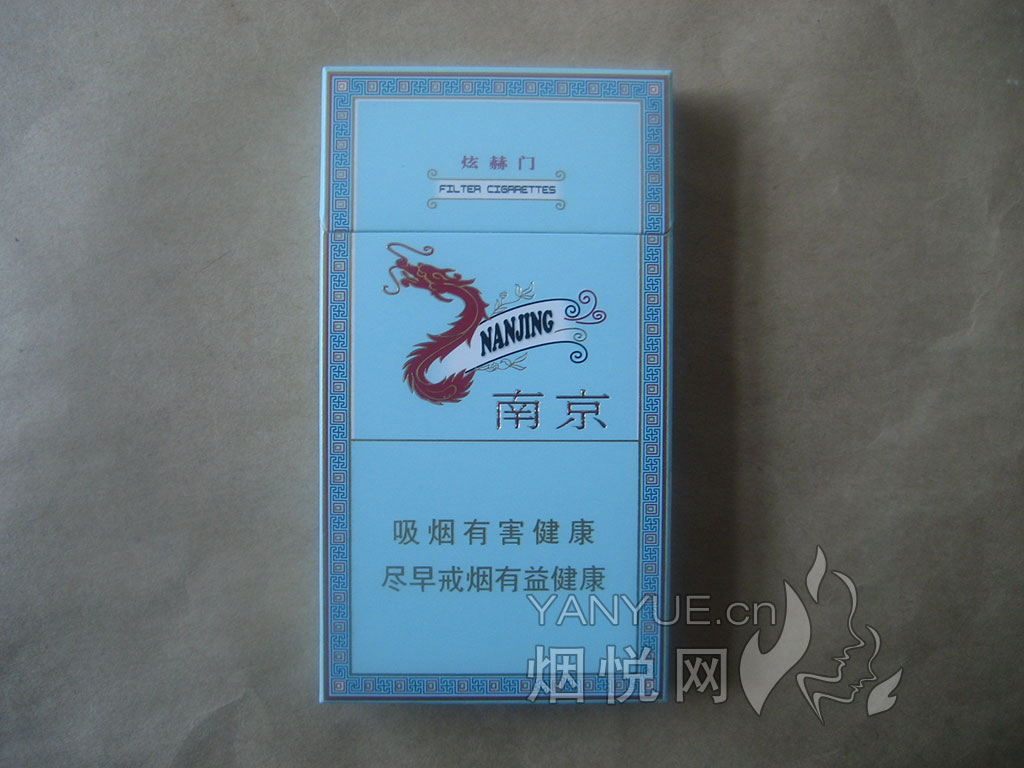 炫赫门
FILTER CIGARETTES
NANJING
南京
吸烟有害健康
尽早戒烟有益健康
YANYUE.cn
烟悦网